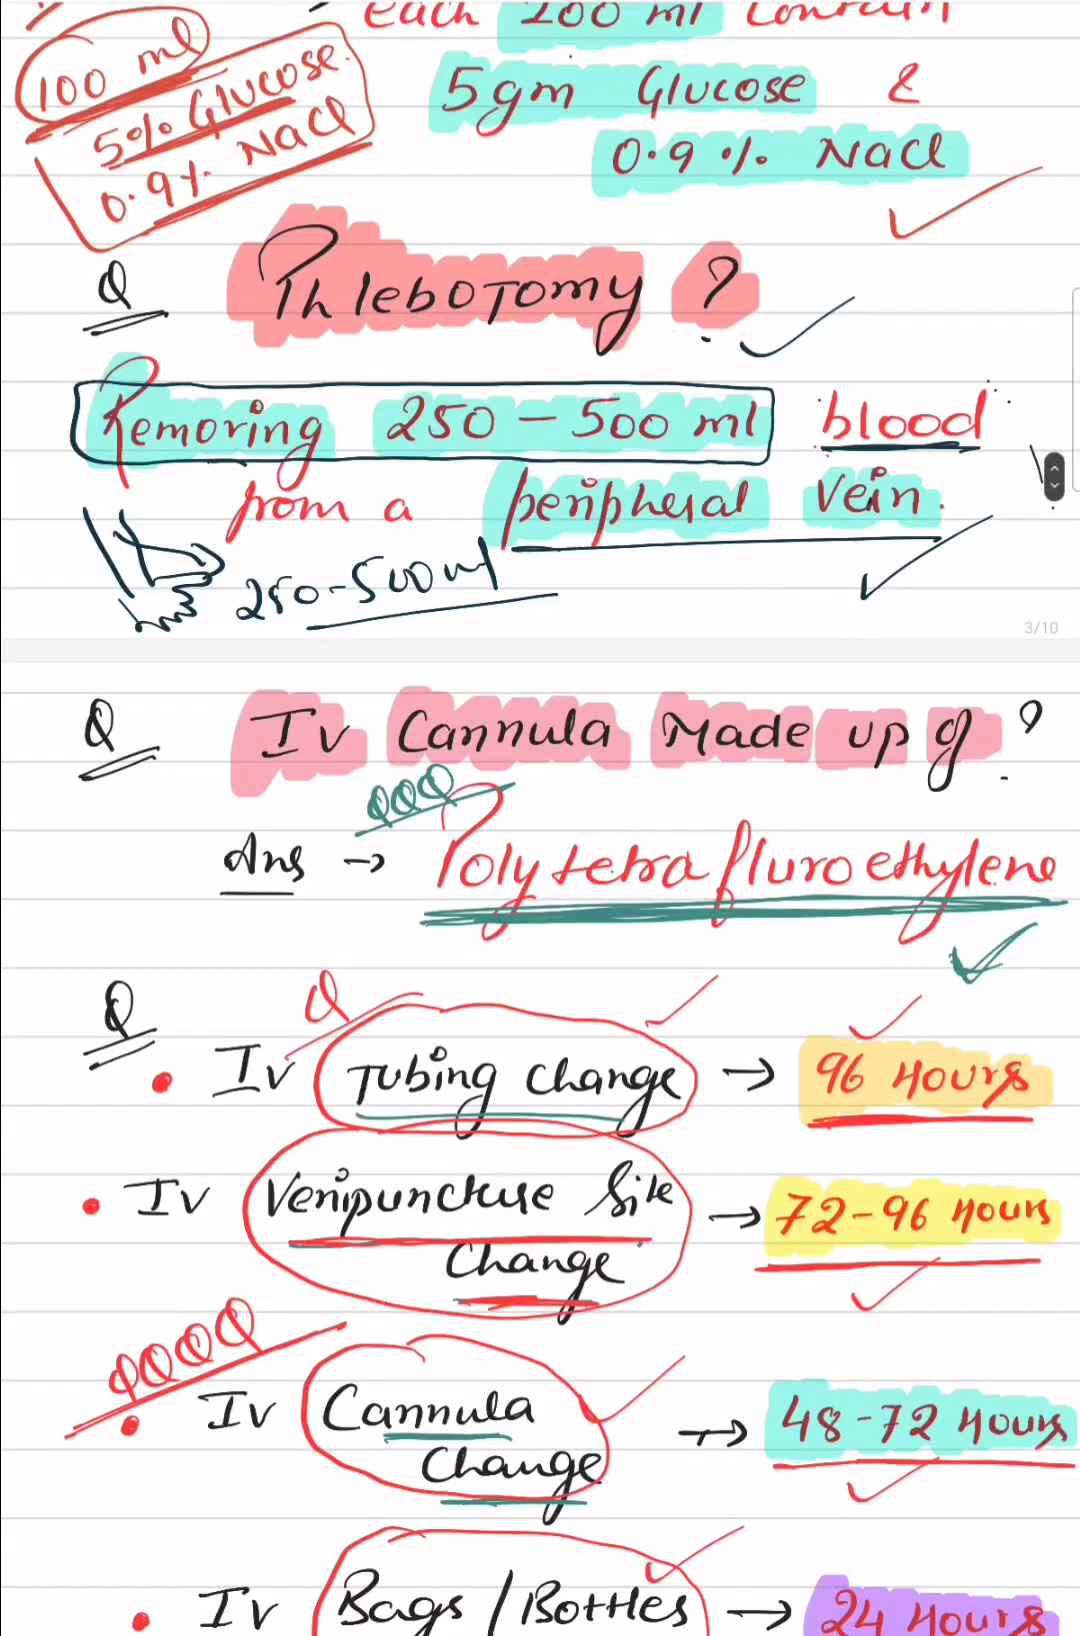 each 100 ml contain
100 ml
5% Glucose.
0.9% NaCl
5gm Glucose &
0.9 % NaCl
Q Phlebotomy ?
Removing 250 - 500 ml blood
from a peripheral vein.
250-500 ml
3/10
Q IV Cannula Made up of ?
QQQ
Ans → Polytetrafluroethylene
Q
Q
• IV Tubing change → 96 Hours
• IV Venipuncture Site → 72-96 Hours
Change
QQQQ
• IV Cannula → 48-72 Hours
Change
• IV Bags / Bottles → 24 Hours